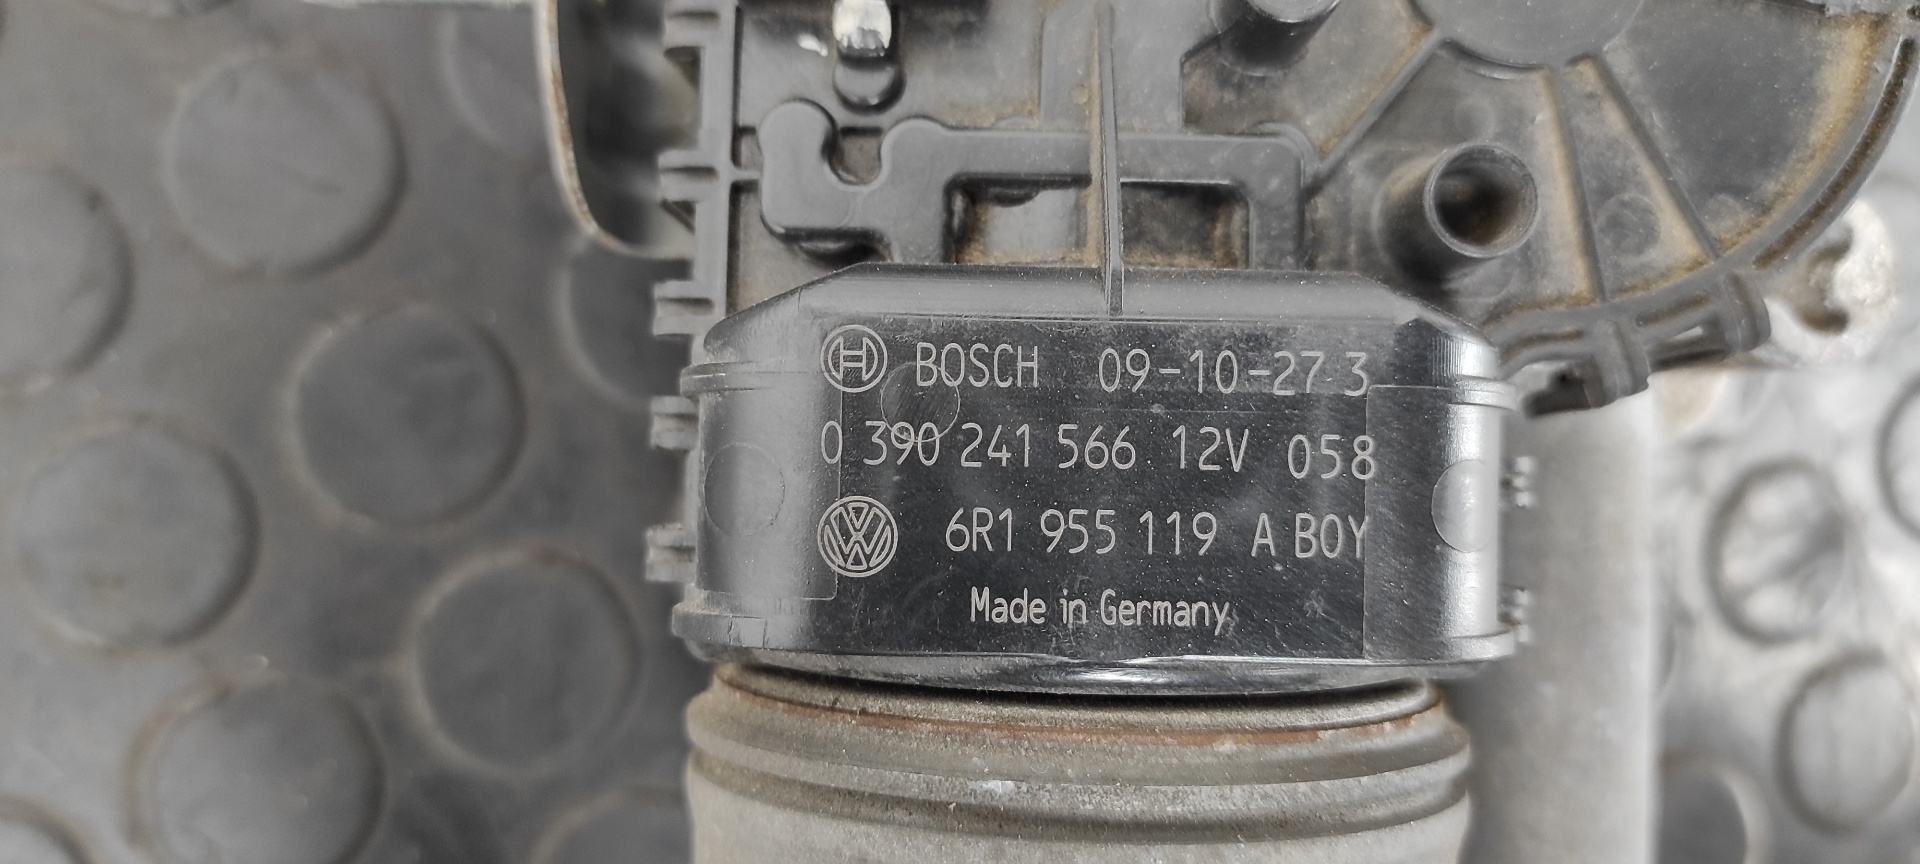 BOSCH 09-10-27 3
0 390 241 566 12V 058
6R1 955 119 A BOY
Made in Germany